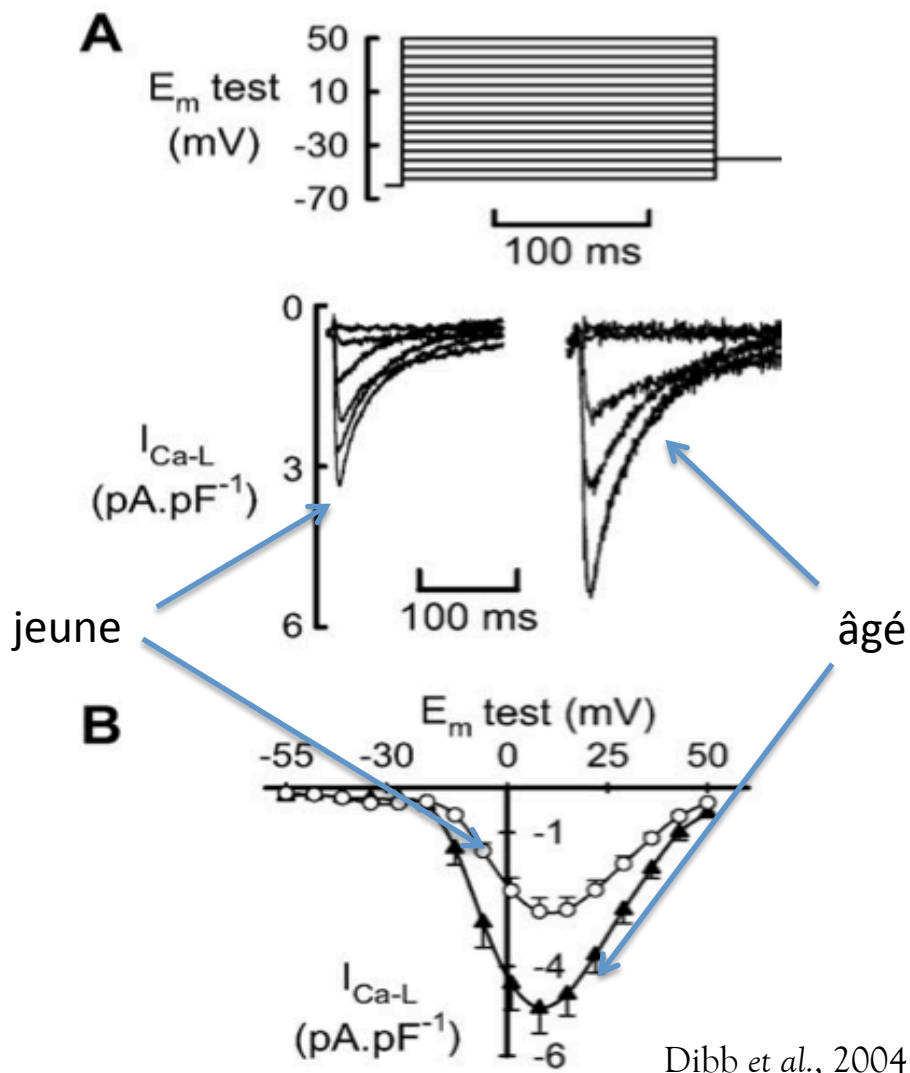 A
50
10
-30
-70
E_m test
(mV)
100 ms
0
3
6
I_Ca-L
(pA.pF⁻¹)
100 ms
jeune
âgé
B
E_m test (mV)
-55 -30 0 25 50
-1
-4
-6
I_Ca-L
(pA.pF⁻¹)
Dibb et al., 2004